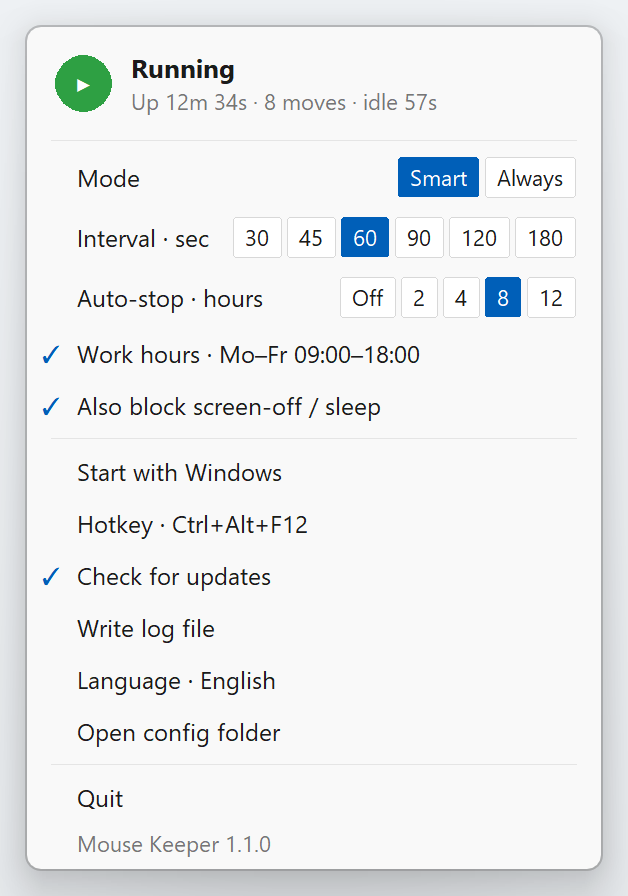 Running
Up 12m 34s · 8 moves · idle 57s
Mode Smart Always
Interval · sec 30 45 60 90 120 180
Auto-stop · hours Off 2 4 8 12
✓ Work hours · Mo–Fr 09:00–18:00
✓ Also block screen-off / sleep
Start with Windows
Hotkey · Ctrl+Alt+F12
✓ Check for updates
Write log file
Language · English
Open config folder
Quit
Mouse Keeper 1.1.0